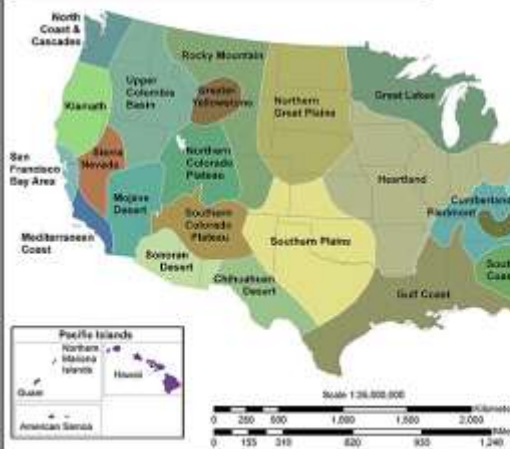 North
Coast &
Cascades
Rocky Mountain
Upper
Columbia
Basin
Greater
Yellowstone
Northern
Great Plains
Great Lakes
Klamath
Sierra
Nevada
Northern
Colorado
Plateau
San
Francisco
Bay Area
Heartland
Mojave
Desert
Cumberland
Piedmont
Southern
Colorado
Plateau
Mediterranean
Coast
Southern Plains
Sonoran
Desert
Chihuahuan
Desert
Gulf Coast
Pacific Islands
Northern
Mariana
Islands
Hawaii
Guam
American Samoa
0 250 500 1,000 1,500 2,000
0 155 310 620 930 1,240